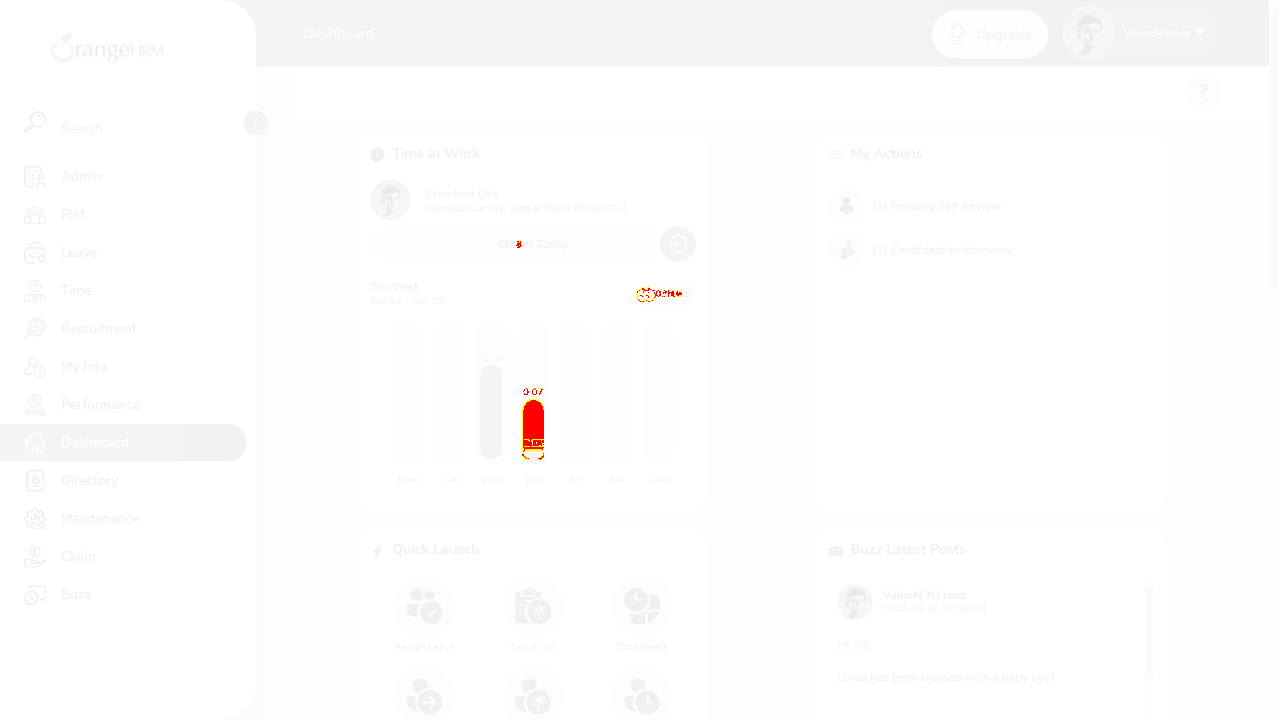 OrangeHRM
Dashboard
Upgrade
ValueM user
?
Search
Admin
PIM
Leave
Time
Recruitment
My Info
Performance
Dashboard
Directory
Maintenance
Claim
Buzz
Time at Work
Punched Out
Punched Out: Mar 28th at 09:04 PM (GMT 3)
Today
This Week
Mar 24 - Mar 30
0:10
0:07
Mon
Tue
Wed
Thu
Fri
Sat
Sun
My Actions
(1) Pending Self Review
(1) Candidate to Interview
Quick Launch
Assign Leave
Leave List
Timesheets
Buzz Latest Posts
ValueM NJ user
2020-08-10 09:08 AM
Hi All;
Linda has been blessed with a baby boy!